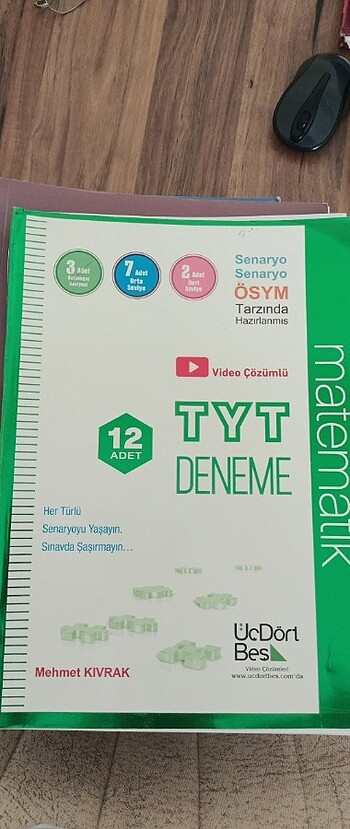 3 Adet
Başlangıç
Seviyesi
7 Adet
Orta
Seviye
2 Adet
İleri
Seviye
Senaryo
Senaryo
ÖSYM
Tarzında
Hazırlanmış
Video Çözümlü
12
ADET
TYT
DENEME
matematik
Her Türlü
Senaryoyu Yaşayın.
Sınavda Şaşırmayın...
ÜçDört
Beş
Video Çözümleri
www.ucdortbes.com'da
Mehmet KIVRAK